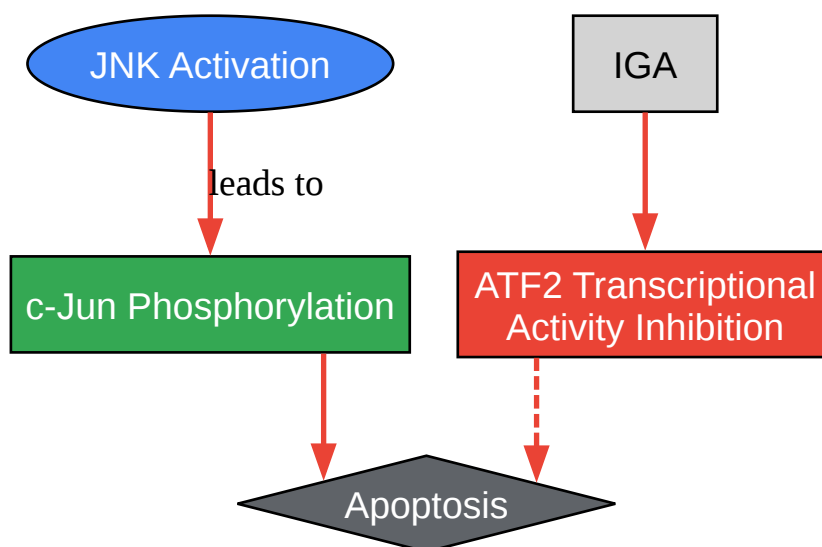 JNK Activation
IGA
leads to
c-Jun Phosphorylation
ATF2 Transcriptional
Activity Inhibition
Apoptosis